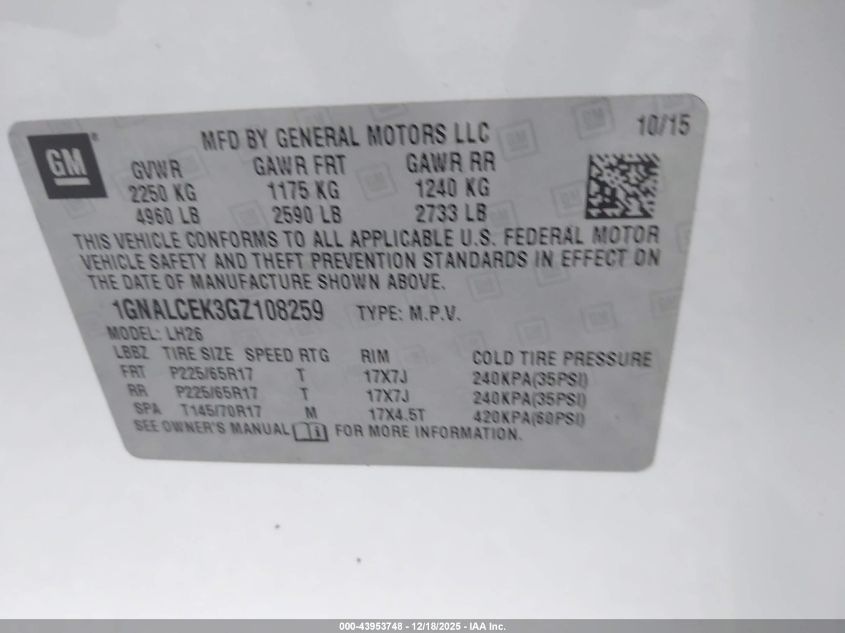 GM ® MFD BY GENERAL MOTORS LLC 10/15
GVWR GAWR FRT GAWR RR
2250 KG 1175 KG 1240 KG
4960 LB 2590 LB 2733 LB
THIS VEHICLE CONFORMS TO ALL APPLICABLE U.S. FEDERAL MOTOR
VEHICLE SAFETY AND THEFT PREVENTION STANDARDS IN EFFECT ON
THE DATE OF MANUFACTURE SHOWN ABOVE.
1GNALCEK3GZ108259 TYPE: M.P.V.
MODEL: LH26
LBBZ TIRE SIZE SPEED RTG RIM COLD TIRE PRESSURE
FRT P225/65R17 T 17X7J 240KPA(35PSI)
RR P225/65R17 T 17X7J 240KPA(35PSI)
SPA T145/70R17 M 17X4.5T 420KPA(60PSI)
SEE OWNER'S MANUAL FOR MORE INFORMATION.
000-43953748 - 12/18/2025 - IAA Inc.